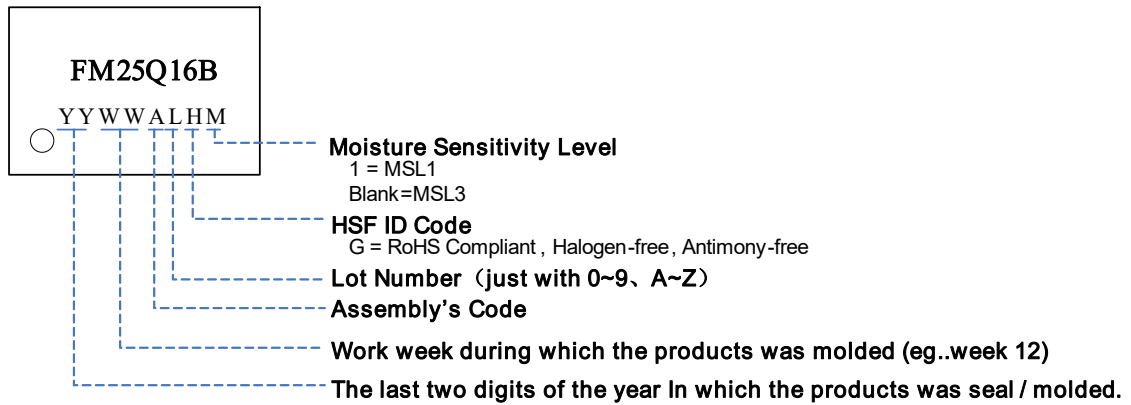 FM25Q16B
YYWWALHM
Moisture Sensitivity Level
1 = MSL1
Blank=MSL3
HSF ID Code
G = RoHS Compliant , Halogen-free, Antimony-free
Lot Number（just with 0~9、A~Z）
Assembly’s Code
Work week during which the products was molded (eg..week 12)
The last two digits of the year In which the products was seal / molded.